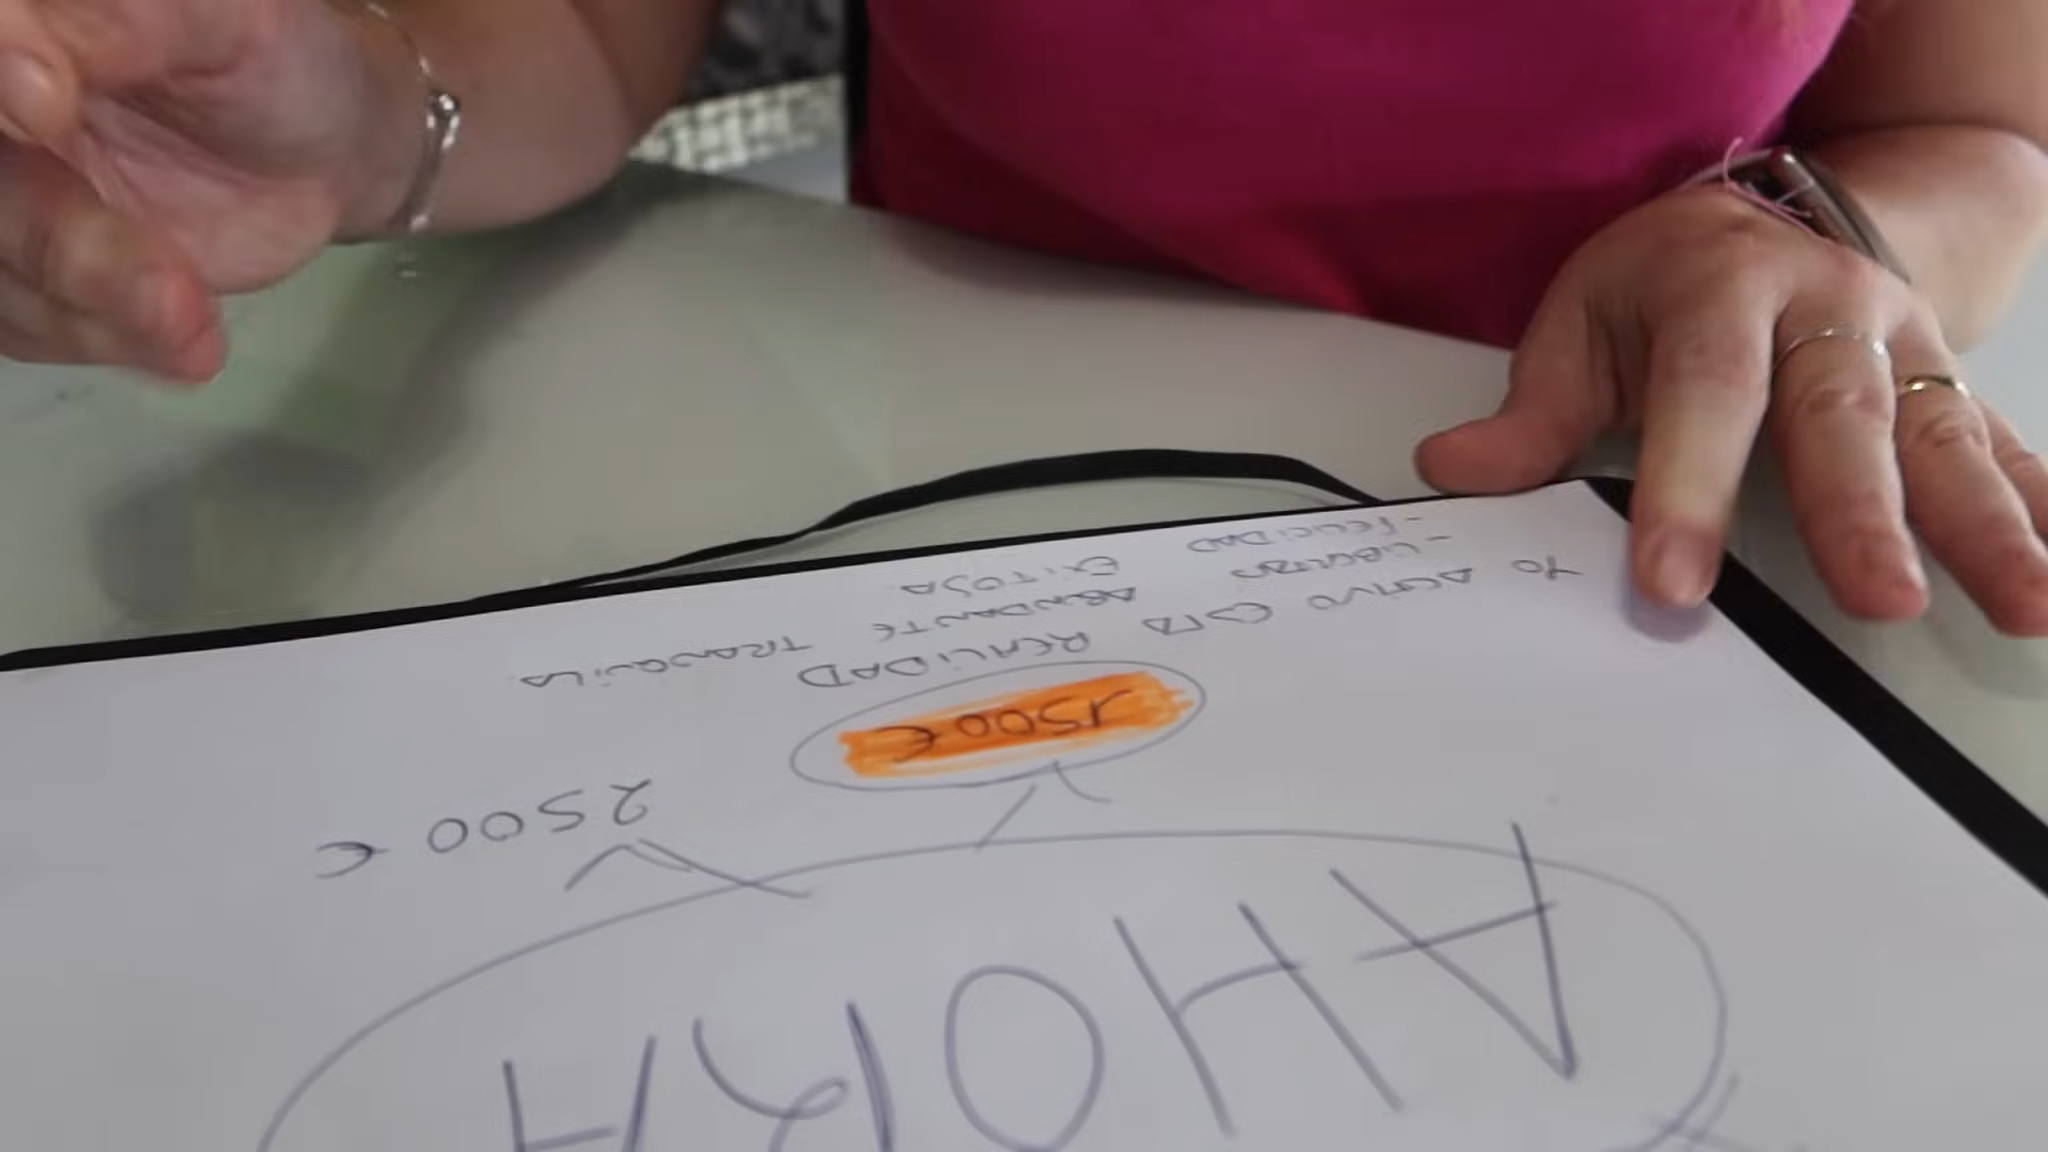 AHORA
1500 € 2500 €
YO ACTIVO ESTA REALIDAD
- LIBERTAD ABUNDANTE TRANQUILA
- FELICIDAD EXITOSA